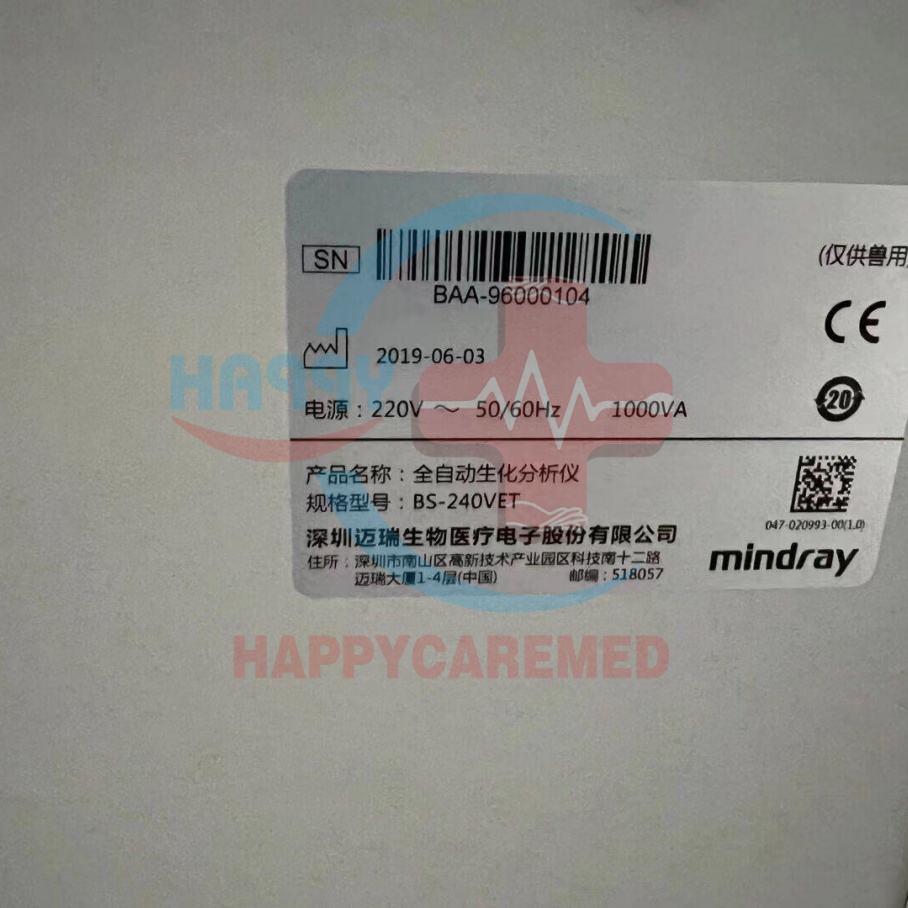 SN
BAA-96000104
(仅供兽用)
CE
2019-06-03
20
HAPPY
电源：220V ～ 50/60Hz 1000VA
产品名称：全自动生化分析仪
规格型号：BS-240VET
深圳迈瑞生物医疗电子股份有限公司
住所：深圳市南山区高新技术产业园区科技南十二路
迈瑞大厦1-4层(中国) 邮编：518057
047-020993-00(1.0)
mindray
HAPPYCAREMED